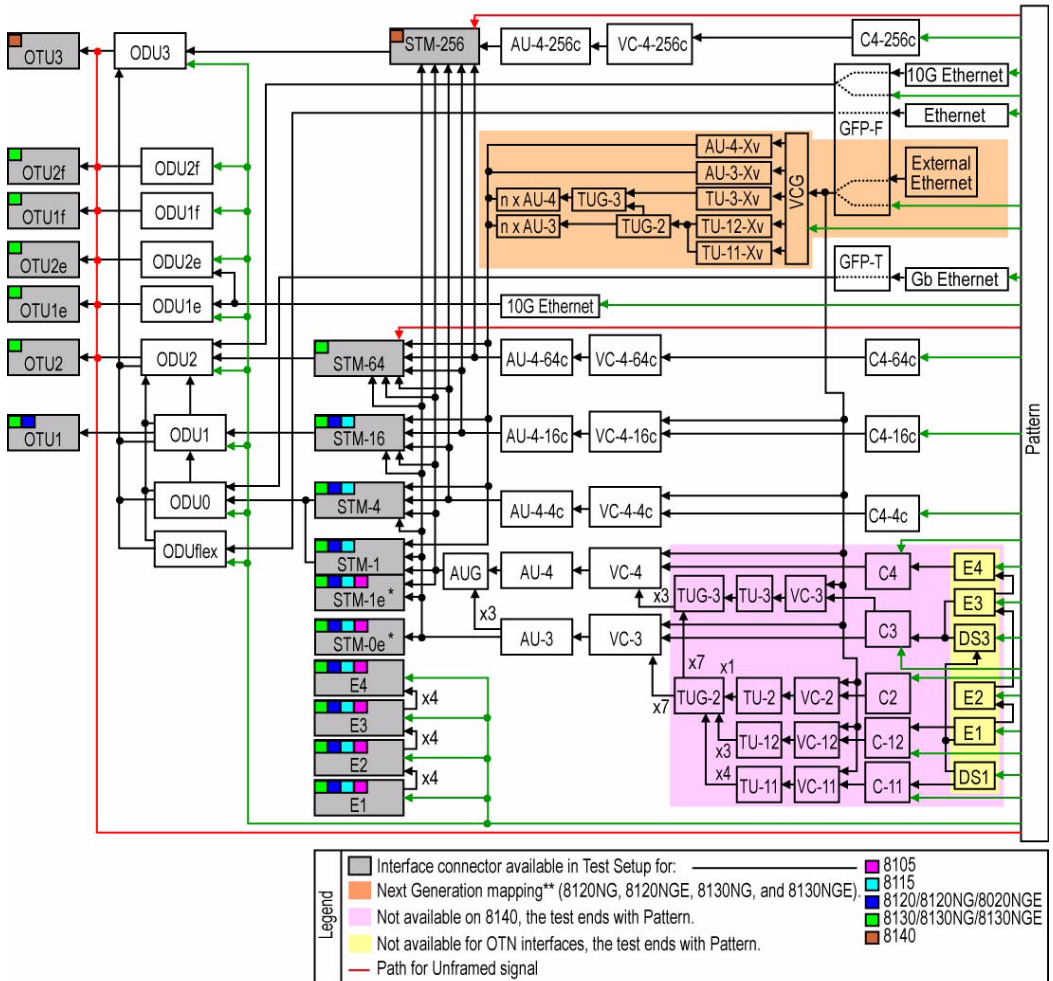 OTU3
ODU3
STM-256
AU-4-256c
VC-4-256c
C4-256c
10G Ethernet
Ethernet
GFP-F
OTU2f
ODU2f
AU-4-Xv
AU-3-Xv
TU-3-Xv
TU-12-Xv
TU-11-Xv
VCG
External
Ethernet
n x AU-4
TUG-3
n x AU-3
TUG-2
OTU1f
ODU1f
OTU2e
ODU2e
GFP-T
Gb Ethernet
OTU1e
ODU1e
10G Ethernet
OTU2
ODU2
STM-64
AU-4-64c
VC-4-64c
C4-64c
OTU1
ODU1
STM-16
AU-4-16c
VC-4-16c
C4-16c
Pattern
ODU0
STM-4
AU-4-4c
VC-4-4c
C4-4c
ODUflex
STM-1
STM-1e *
AUG
AU-4
VC-4
C4
E4
x3
x3
TUG-3
TU-3
VC-3
E3
STM-0e *
AU-3
VC-3
C3
DS3
E4
x4
x7
x1
x7
TUG-2
TU-2
VC-2
C2
E2
E3
x4
x3
TU-12
VC-12
C-12
E1
E2
x4
x4
TU-11
VC-11
C-11
DS1
E1
Legend
Interface connector available in Test Setup for:
8105
8115
8120/8120NG/8020NGE
8130/8130NG/8130NGE
8140
Next Generation mapping** (8120NG, 8120NGE, 8130NG, and 8130NGE).
Not available on 8140, the test ends with Pattern.
Not available for OTN interfaces, the test ends with Pattern.
Path for Unframed signal